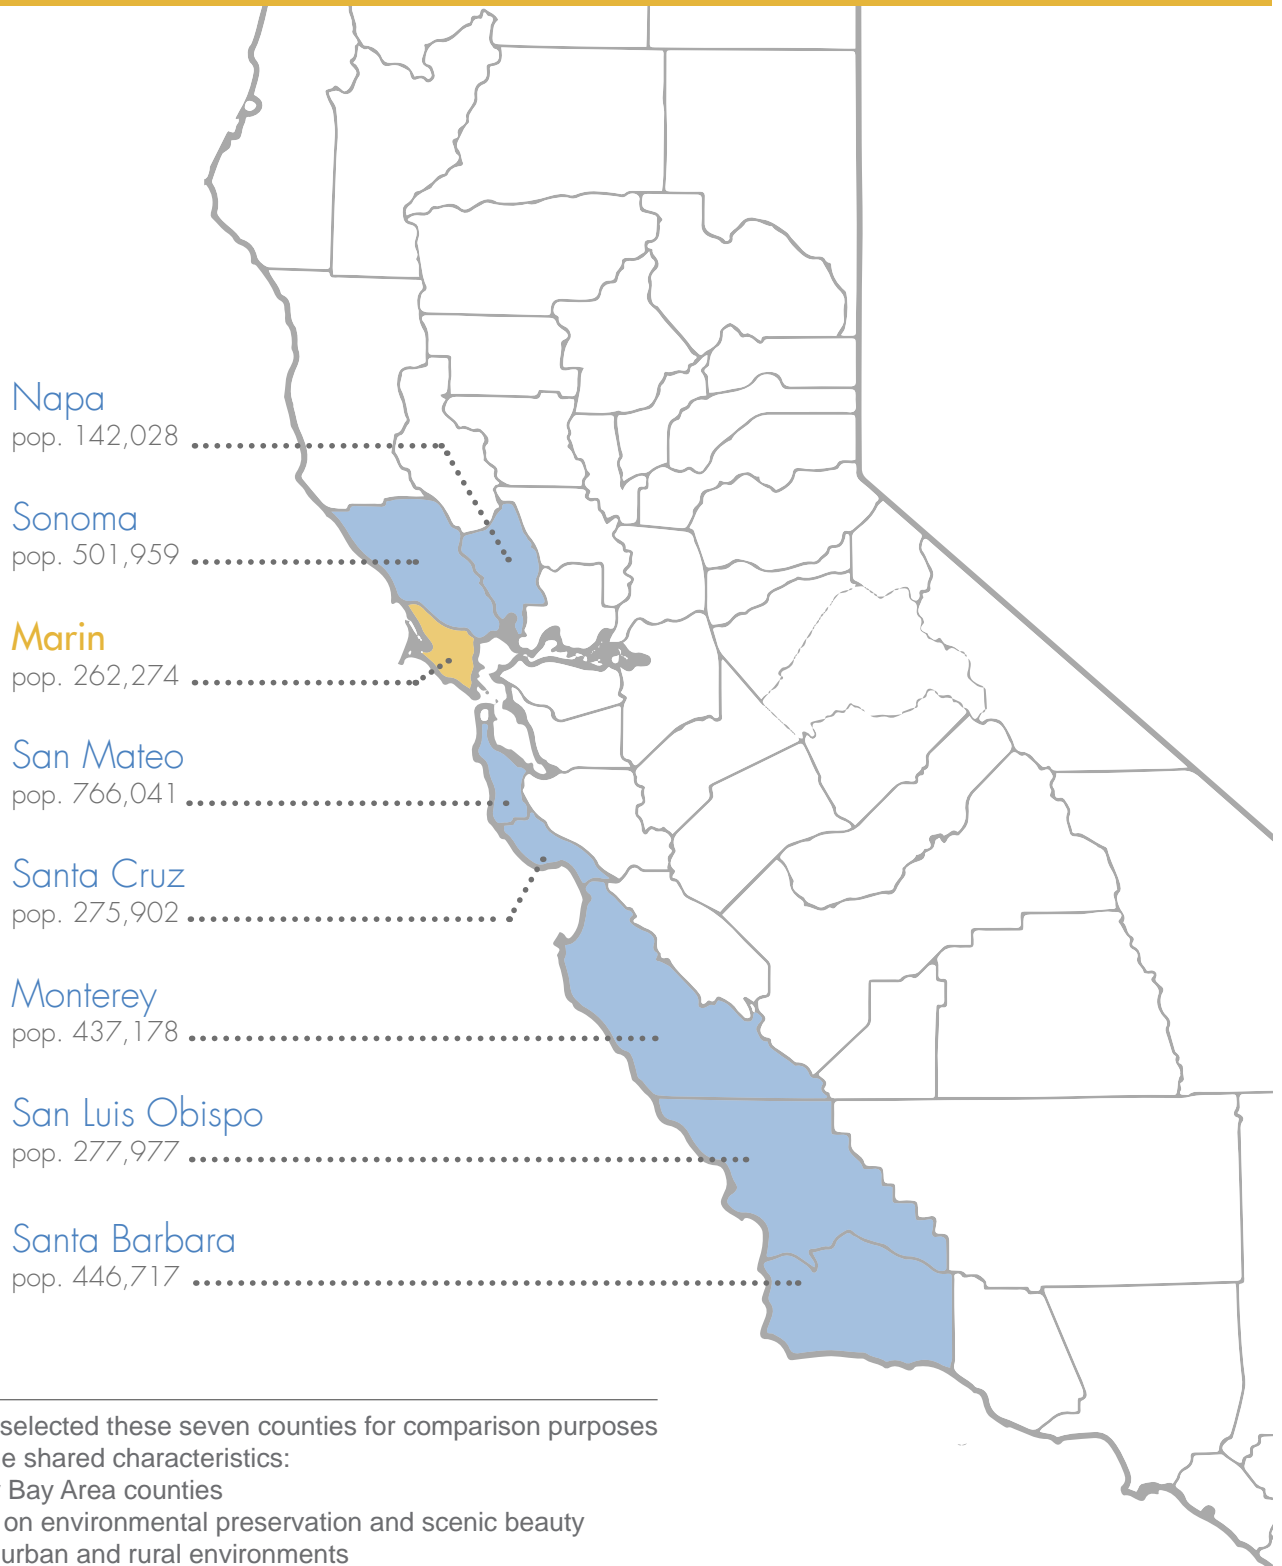 Napa
pop. 142,028
Sonoma
pop. 501,959
Marin
pop. 262,274
San Mateo
pop. 766,041
Santa Cruz
pop. 275,902
Monterey
pop. 437,178
San Luis Obispo
pop. 277,977
Santa Barbara
pop. 446,717
selected these seven counties for comparison purposes
shared characteristics:
Bay Area counties
on environmental preservation and scenic beauty
urban and rural environments